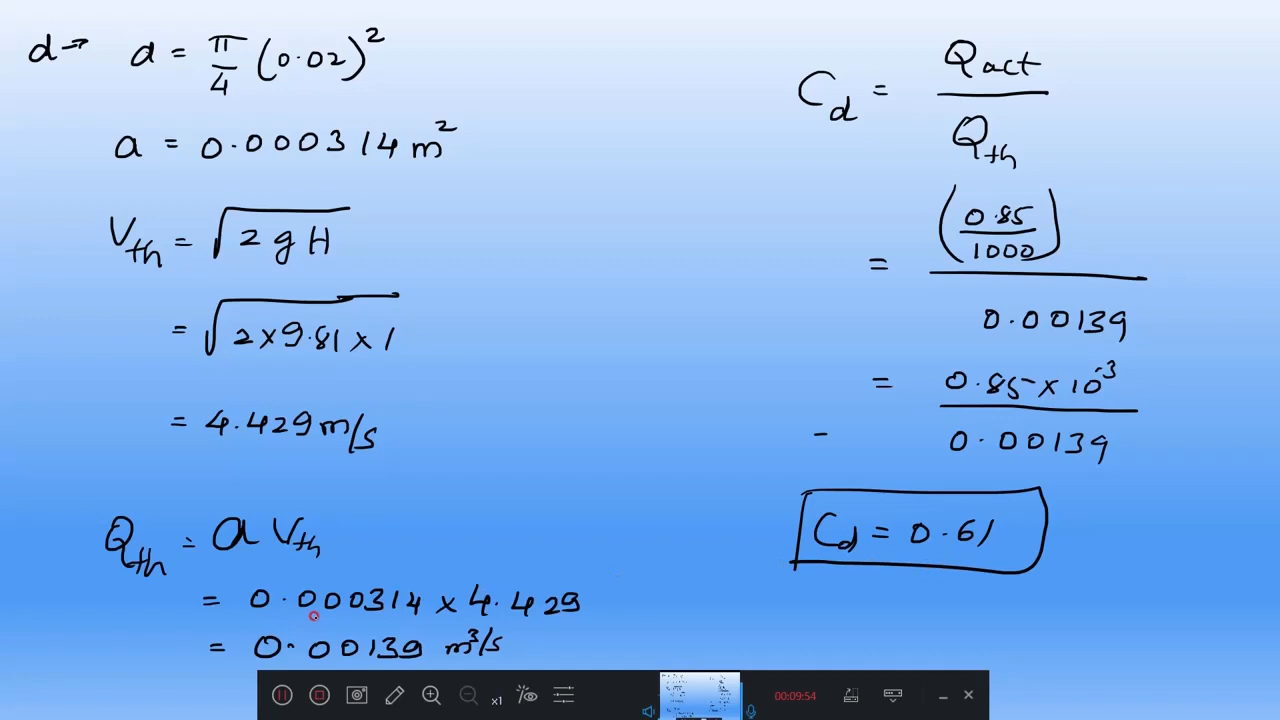 d → a = π/4 (0.02)²
a = 0.000314 m²
V_th = √(2 g H)
= √(2 × 9.81 × 1)
= 4.429 m/s
Q_th = a V_th
= 0.000314 × 4.429
= 0.00139 m³/s
C_d = Q_act / Q_th
= (0.85/1000) / 0.00139
= 0.85 × 10⁻³ / 0.00139
-
C_d = 0.61
x1
00:09:54